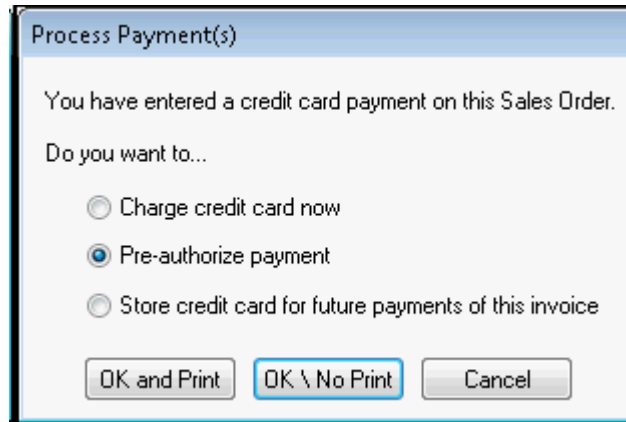 Process Payment(s)
You have entered a credit card payment on this Sales Order.
Do you want to...
Charge credit card now
Pre-authorize payment
Store credit card for future payments of this invoice
OK and Print OK \ No Print Cancel